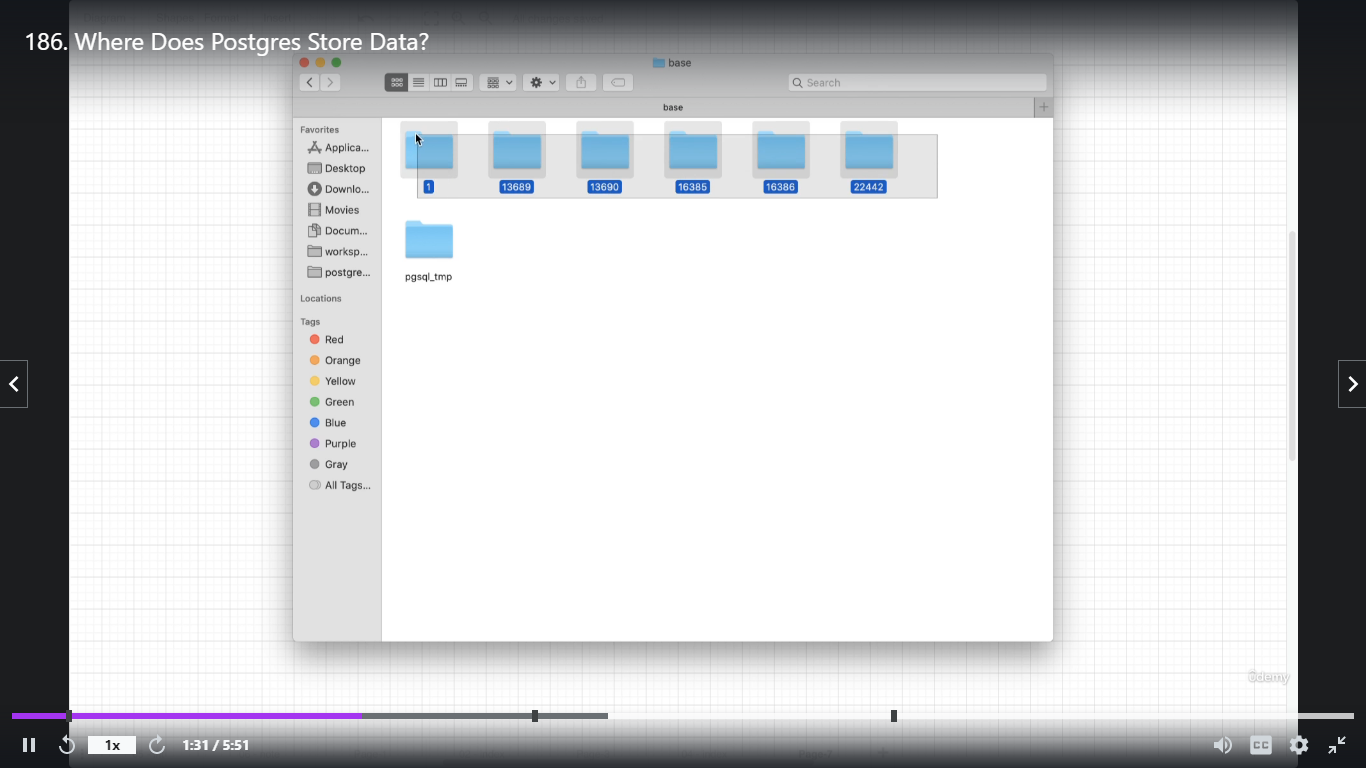 186. Where Does Postgres Store Data?
base
Search
base
Favorites
Applica...
Desktop
Downlo...
Movies
Docum...
worksp...
postgre...
Locations
Tags
Red
Orange
Yellow
Green
Blue
Purple
Gray
All Tags...
1
13689
13690
16385
16386
22442
pgsql_tmp
ûdemy
1x
1:31 / 5:51
CC